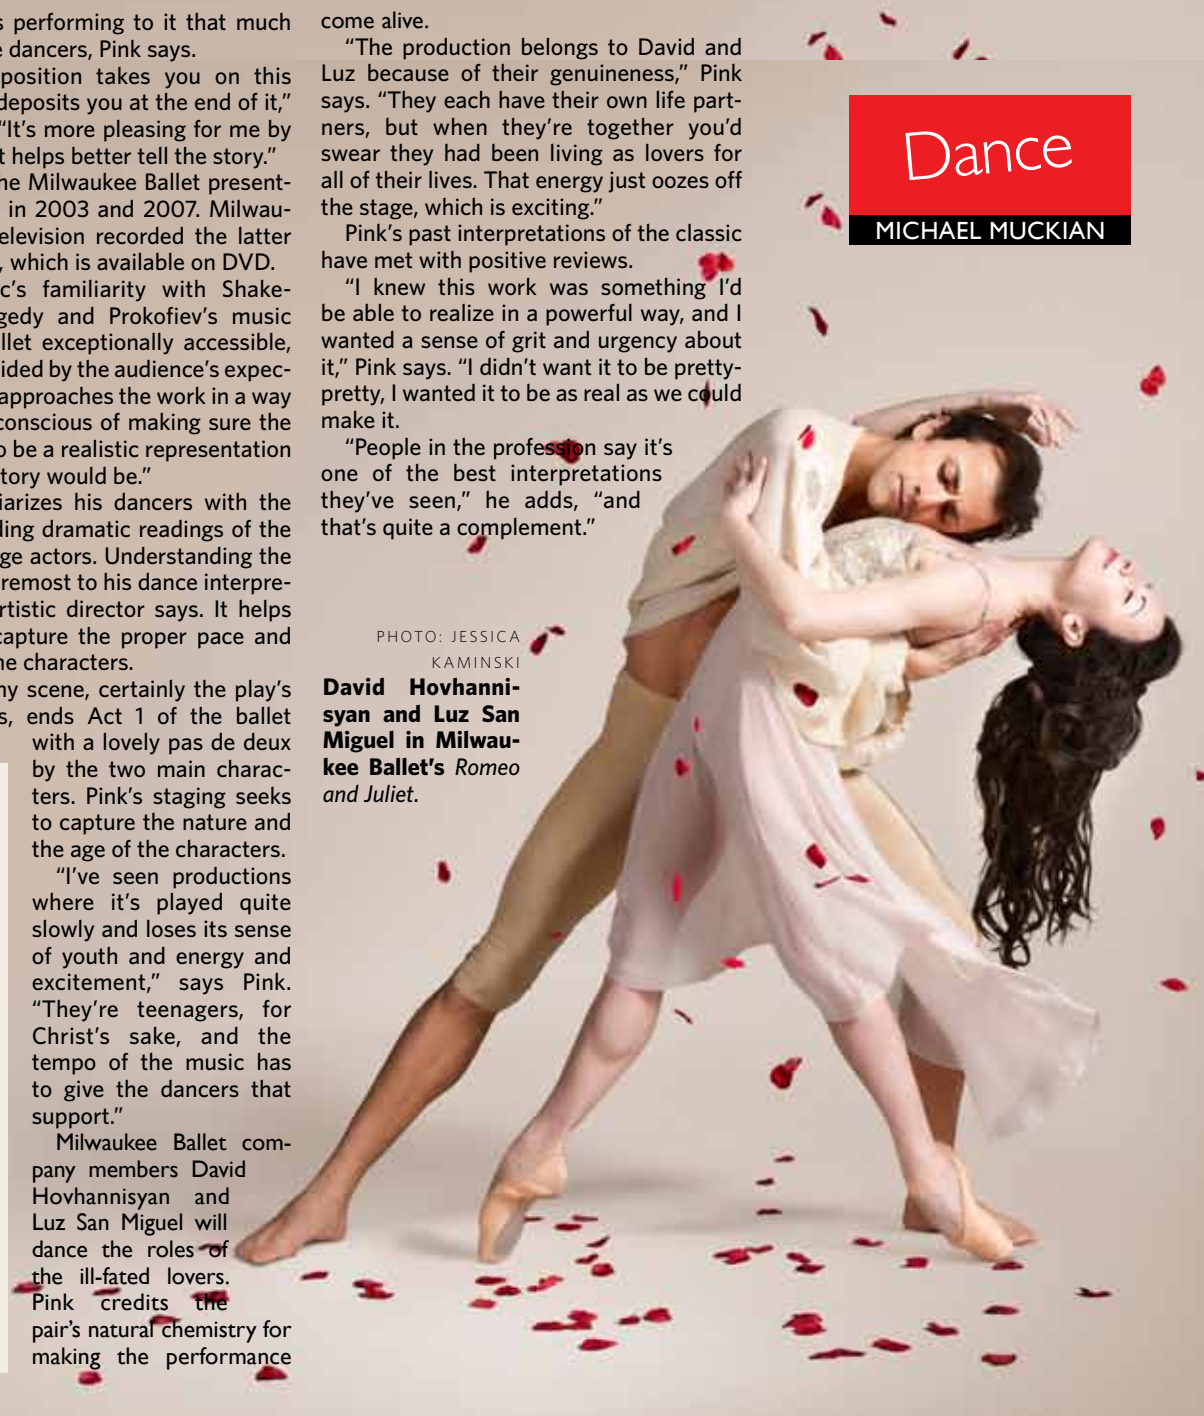 s performing to it that much
e dancers, Pink says.
position takes you on this
deposits you at the end of it,”
“It’s more pleasing for me by
t helps better tell the story.”
he Milwaukee Ballet present-
in 2003 and 2007. Milwau-
elevision recorded the latter
, which is available on DVD.
c’s familiarity with Shake-
gedy and Prokofiev’s music
llet exceptionally accessible,
ided by the audience’s expec-
approaches the work in a way
conscious of making sure the
o be a realistic representation
tory would be.”
iarizes his dancers with the
ding dramatic readings of the
ge actors. Understanding the
remost to his dance interpre-
rtistic director says. It helps
capture the proper pace and
he characters.
ny scene, certainly the play’s
s, ends Act 1 of the ballet
with a lovely pas de deux
by the two main charac-
ters. Pink’s staging seeks
to capture the nature and
the age of the characters.
“I’ve seen productions
where it’s played quite
slowly and loses its sense
of youth and energy and
excitement,” says Pink.
“They’re teenagers, for
Christ’s sake, and the
tempo of the music has
to give the dancers that
support.”
Milwaukee Ballet com-
pany members David
Hovhannisyan and
Luz San Miguel will
dance the roles of
the ill-fated lovers.
Pink credits the
pair’s natural chemistry for
making the performance
come alive.
“The production belongs to David and
Luz because of their genuineness,” Pink
says. “They each have their own life part-
ners, but when they’re together you’d
swear they had been living as lovers for
all of their lives. That energy just oozes off
the stage, which is exciting.”
Pink’s past interpretations of the classic
have met with positive reviews.
“I knew this work was something I’d
be able to realize in a powerful way, and I
wanted a sense of grit and urgency about
it,” Pink says. “I didn’t want it to be pretty-
pretty, I wanted it to be as real as we could
make it.
“People in the profession say it’s
one of the best interpretations
they’ve seen,” he adds, “and
that’s quite a complement.”
PHOTO: JESSICA
KAMINSKI
David Hovhanni-
syan and Luz San
Miguel in Milwau-
kee Ballet’s Romeo
and Juliet.
Dance
MICHAEL MUCKIAN